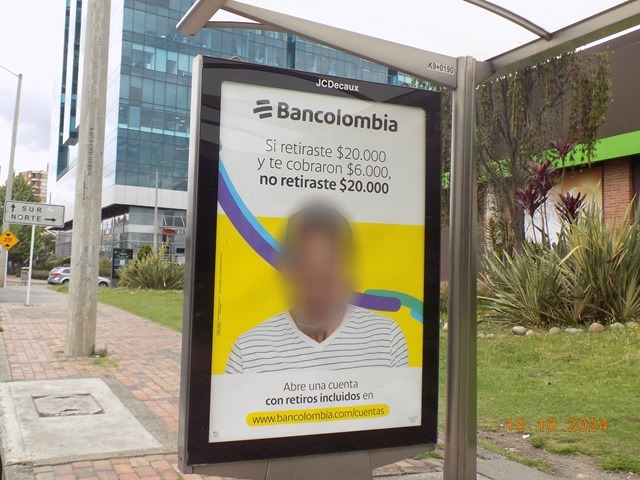 K9+0190
JCDecaux
Bancolombia
Si retiraste $20.000
y te cobraron $6.000,
no retiraste $20.000
SUR
NORTE
Abre una cuenta
con retiros incluidos en
www.bancolombia.com/cuentas
15.10.2024